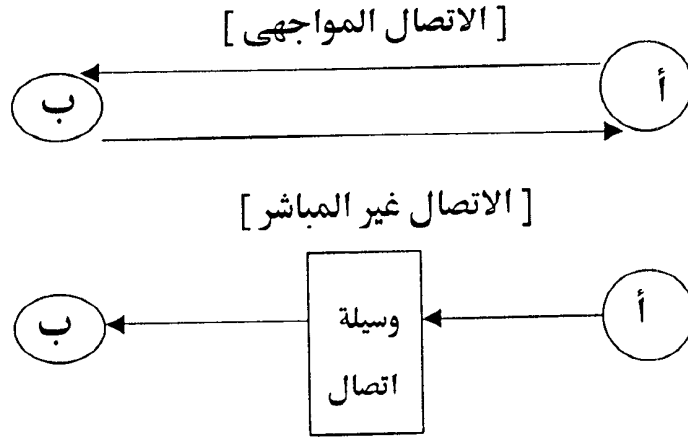 [ الاتصال المواجهى ]
أ
ب
[ الاتصال غير المباشر ]
أ
وسيلة
اتصال
ب